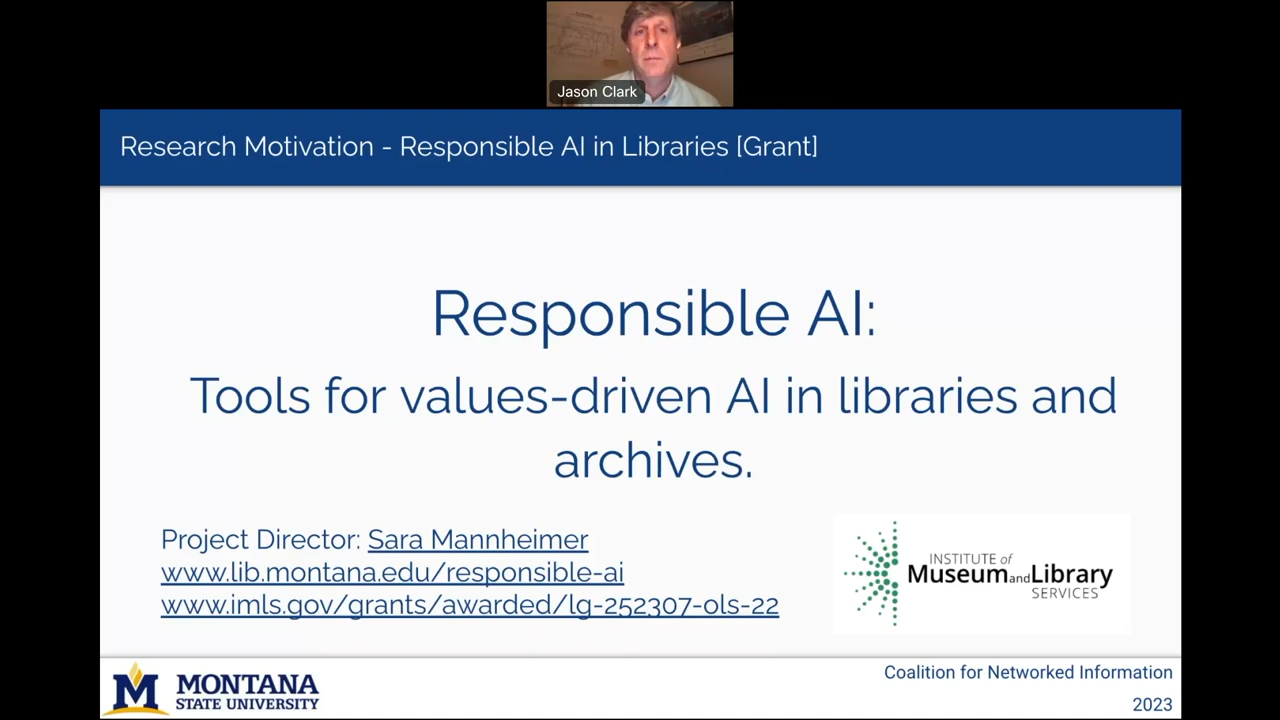 Jason Clark
Research Motivation - Responsible AI in Libraries [Grant]
Responsible AI:
Tools for values-driven AI in libraries and
archives.
Project Director: Sara Mannheimer
www.lib.montana.edu/responsible-ai
www.imls.gov/grants/awarded/lg-252307-ols-22
INSTITUTE of
Museum and Library
SERVICES
M MONTANA
STATE UNIVERSITY
Coalition for Networked Information
2023